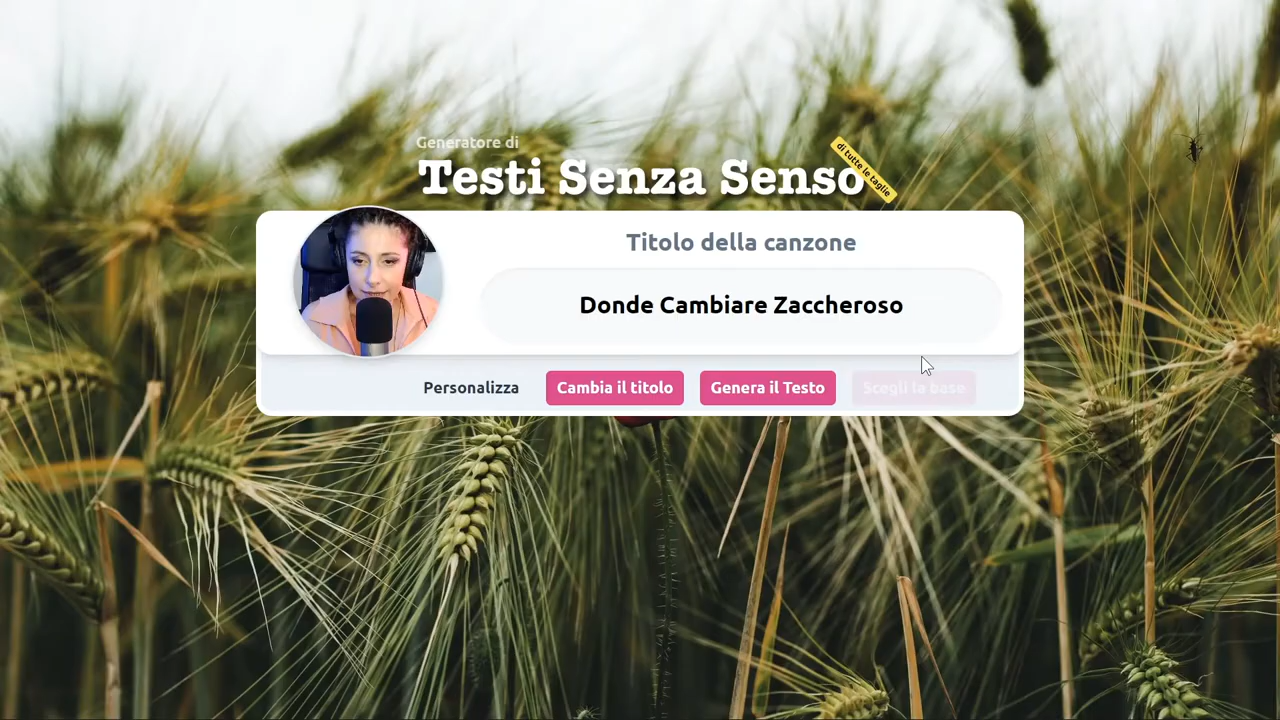 Generatore di
Testi Senza Senso
di tutte le taglie
Titolo della canzone
Donde Cambiare Zaccheroso
Personalizza
Cambia il titolo
Genera il Testo
Scegli la base